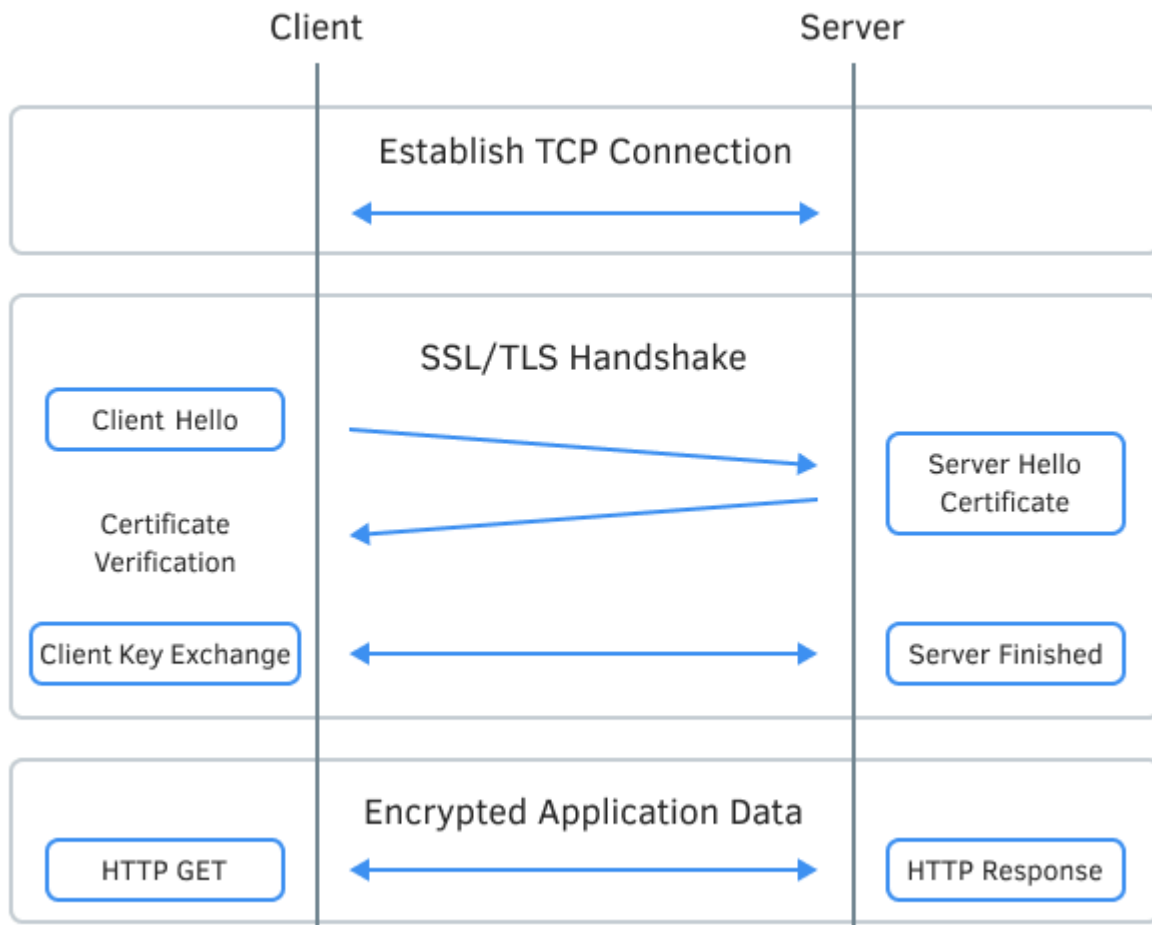 Client
Server
Establish TCP Connection
SSL/TLS Handshake
Client Hello
Server Hello
Certificate
Certificate
Verification
Client Key Exchange
Server Finished
Encrypted Application Data
HTTP GET
HTTP Response